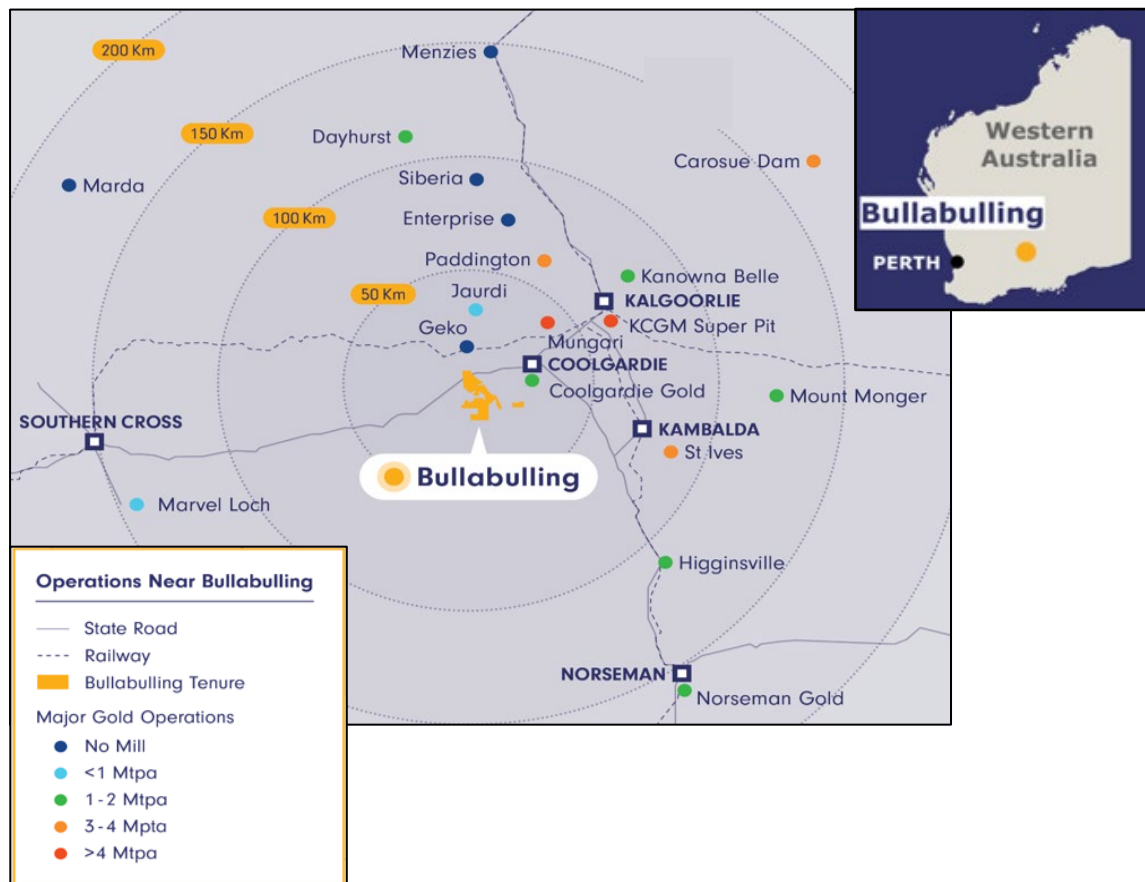 200 Km
Menzies
150 Km
Dayhurst
Carosue Dam
Marda
Siberia
100 Km
Enterprise
Paddington
Kanowna Belle
50 Km
Jaurdi
KALGOORLIE
Geko
KCGM Super Pit
Mungari
COOLGARDIE
Coolgardie Gold
Mount Monger
SOUTHERN CROSS
KAMBALDA
St Ives
Bullabulling
Marvel Loch
Higginsville
NORSEMAN
Norseman Gold
Western
Australia
Bullabulling
PERTH
Operations Near Bullabulling
State Road
Railway
Bullabulling Tenure
Major Gold Operations
No Mill
<1 Mtpa
1-2 Mtpa
3-4 Mpta
>4 Mtpa